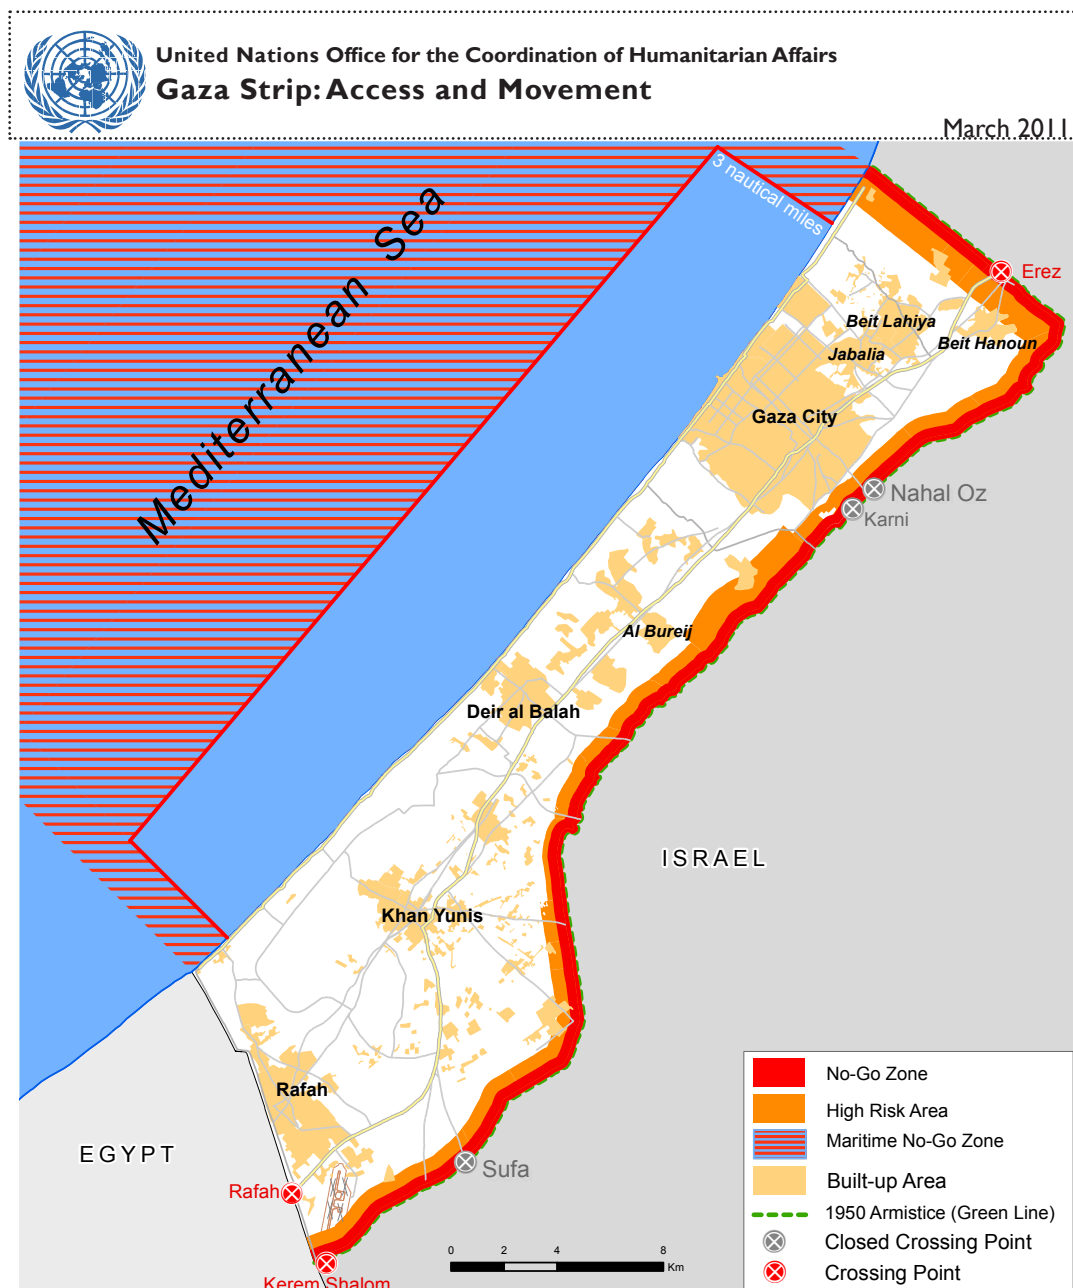 United Nations Office for the Coordination of Humanitarian Affairs
Gaza Strip: Access and Movement
March 2011
3 nautical miles
Mediterranean Sea
Erez
Beit Lahiya
Beit Hanoun
Jabalia
Gaza City
Nahal Oz
Karni
Al Bureij
Deir al Balah
ISRAEL
Khan Yunis
Rafah
EGYPT
Sufa
Rafah
Kerem Shalom
No-Go Zone
High Risk Area
Maritime No-Go Zone
Built-up Area
1950 Armistice (Green Line)
Closed Crossing Point
Crossing Point
0 2 4 8
Km